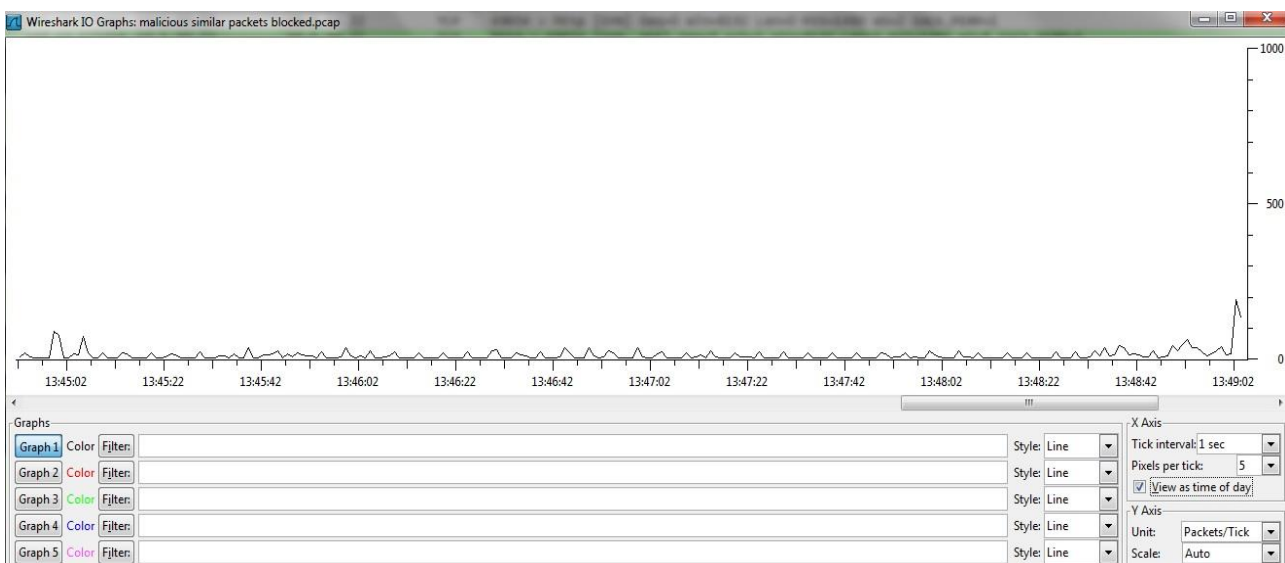 Wireshark IO Graphs: malicious similar packets blocked.pcap
1000
500
0
13:45:02 13:45:22 13:45:42 13:46:02 13:46:22 13:46:42 13:47:02 13:47:22 13:47:42 13:48:02 13:48:22 13:48:42 13:49:02
Graphs
Graph 1 Color Filter: Style: Line
Graph 2 Color Filter: Style: Line
Graph 3 Color Filter: Style: Line
Graph 4 Color Filter: Style: Line
Graph 5 Color Filter: Style: Line
X Axis
Tick interval: 1 sec
Pixels per tick: 5
View as time of day
Y Axis
Unit: Packets/Tick
Scale: Auto